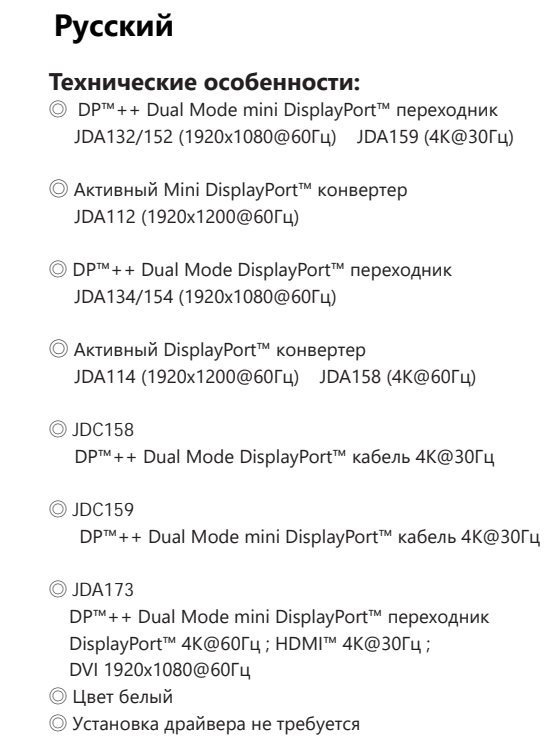 Русский
Технические особенности:
◎ DP™++ Dual Mode mini DisplayPort™ переходник
JDA132/152 (1920x1080@60Гц) JDA159 (4K@30Гц)
◎ Активный Mini DisplayPort™ конвертер
JDA112 (1920x1200@60Гц)
◎ DP™++ Dual Mode DisplayPort™ переходник
JDA134/154 (1920x1080@60Гц)
◎ Активный DisplayPort™ конвертер
JDA114 (1920x1200@60Гц) JDA158 (4K@60Гц)
◎ JDC158
DP™++ Dual Mode DisplayPort™ кабель 4K@30Гц
◎ JDC159
DP™++ Dual Mode mini DisplayPort™ кабель 4K@30Гц
◎ JDA173
DP™++ Dual Mode mini DisplayPort™ переходник
DisplayPort™ 4K@60Гц ; HDMI™ 4K@30Гц ;
DVI 1920x1080@60Гц
◎ Цвет белый
◎ Установка драйвера не требуется